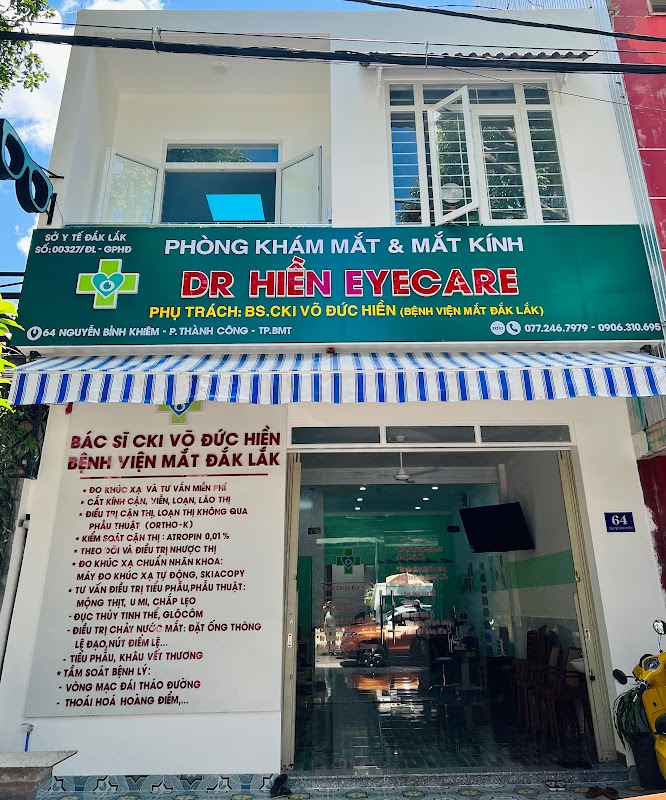 SỞ Y TẾ ĐẮK LẮK
SỐ: 00327/ĐL - GPHĐ
PHÒNG KHÁM MẮT & MẮT KÍNH
DR HIỀN EYECARE
PHỤ TRÁCH: BS.CKI VÕ ĐỨC HIỀN (BỆNH VIỆN MẮT ĐẮK LẮK)
64 NGUYỄN BỈNH KHIÊM - P. THÀNH CÔNG - TP.BMT
Zalo 077.246.7979 - 0906.310.695
BÁC SĨ CKI VÕ ĐỨC HIỀN
BỆNH VIỆN MẮT ĐẮK LẮK
• ĐO KHÚC XẠ VÀ TƯ VẤN MIỄN PHÍ
• CẮT KÍNH CẬN, VIỄN, LOẠN, LÃO THỊ
• ĐIỀU TRỊ CẬN THỊ, LOẠN THỊ KHÔNG QUA
PHẪU THUẬT (ORTHO-K)
• KIỂM SOÁT CẬN THỊ : ATROPIN 0,01 %
• THEO DÕI VÀ ĐIỀU TRỊ NHƯỢC THỊ
• ĐO KHÚC XẠ CHUẨN NHÃN KHOA:
MÁY ĐO KHÚC XẠ TỰ ĐỘNG, SKIACOPY
• TƯ VẤN ĐIỀU TRỊ TIỂU PHẪU,PHẪU THUẬT:
MỘNG THỊT, U MI, CHẮP LẸO
- ĐỤC THỦY TINH THỂ, GLÔCÔM
- ĐIỀU TRỊ CHẢY NƯỚC MẮT: ĐẶT ỐNG THÔNG
LỆ ĐẠO,NÚT ĐIỂM LỆ...
- TIỂU PHẪU, KHÂU VẾT THƯƠNG
* TẦM SOÁT BỆNH LÝ:
- VÕNG MẠC ĐÁI THÁO ĐƯỜNG
- THOÁI HOÁ HOÀNG ĐIỂM,...
64